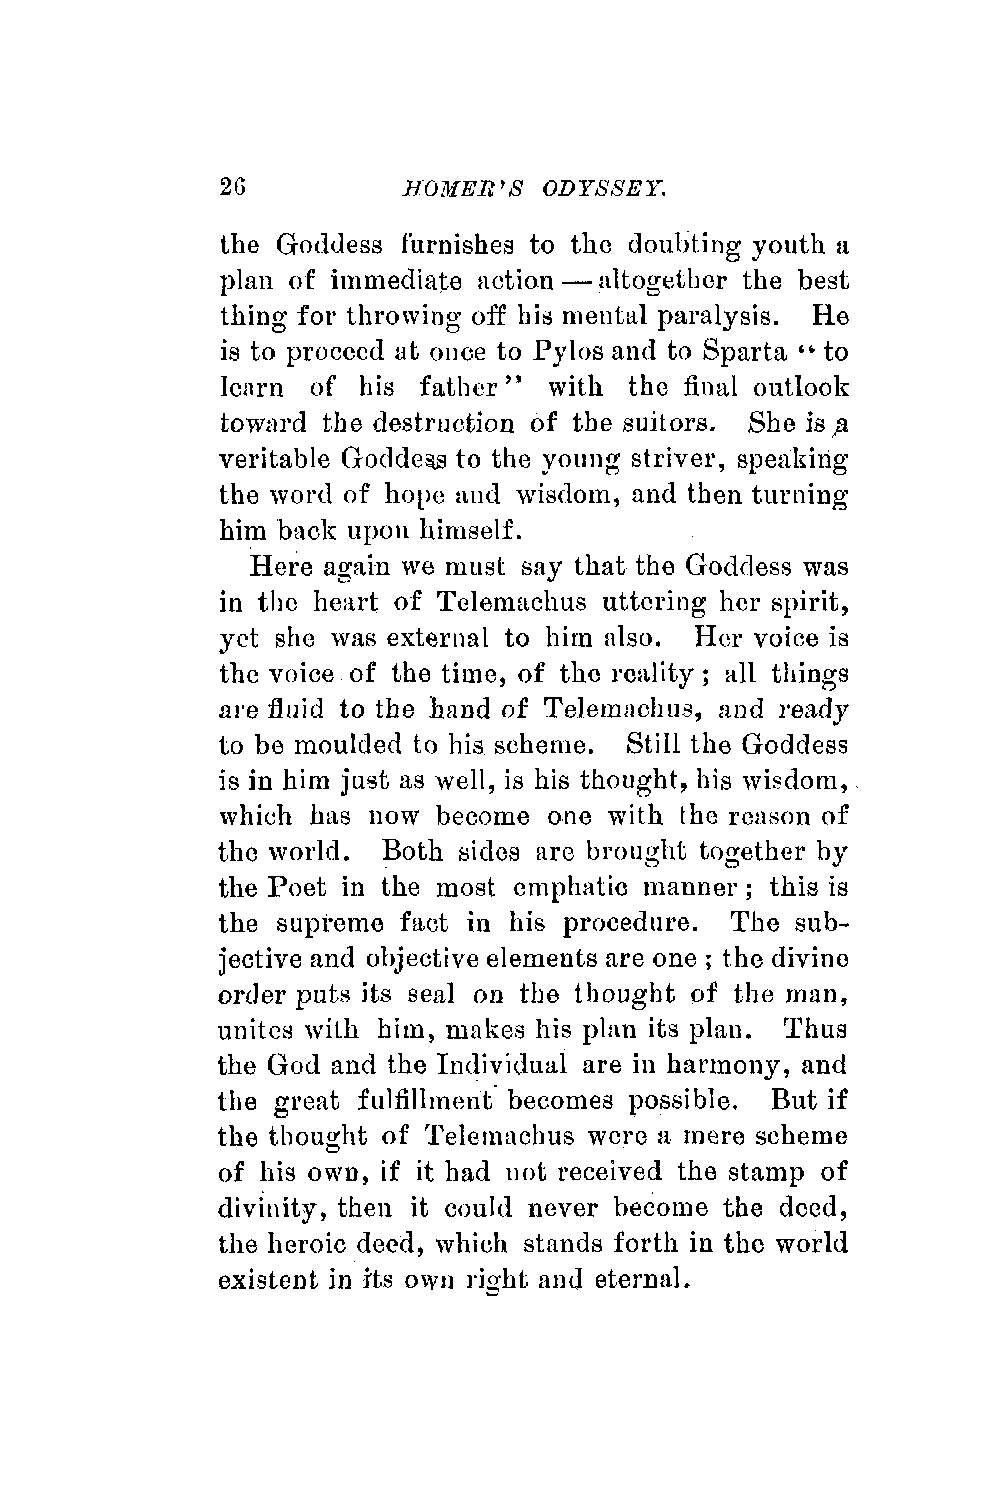 26 HOMER'S ODYSSEY.
the Goddess furnishes to the doubting youth a
plan of immediate action — altogether the best
thing for throwing off his mental paralysis. He
is to proceed at once to Pylos and to Sparta “ to
learn of his father” with the final outlook
toward the destruction of the suitors. She is a
veritable Goddess to the young striver, speaking
the word of hope and wisdom, and then turning
him back upon himself.
Here again we must say that the Goddess was
in the heart of Telemachus uttering her spirit,
yet she was external to him also. Her voice is
the voice of the time, of the reality ; all things
are fluid to the hand of Telemachus, and ready
to be moulded to his scheme. Still the Goddess
is in him just as well, is his thought, his wisdom,
which has now become one with the reason of
the world. Both sides are brought together by
the Poet in the most emphatic manner ; this is
the supreme fact in his procedure. The sub-
jective and objective elements are one ; the divine
order puts its seal on the thought of the man,
unites with him, makes his plan its plan. Thus
the God and the Individual are in harmony, and
the great fulfillment becomes possible. But if
the thought of Telemachus were a mere scheme
of his own, if it had not received the stamp of
divinity, then it could never become the deed,
the heroic deed, which stands forth in the world
existent in its own right and eternal.